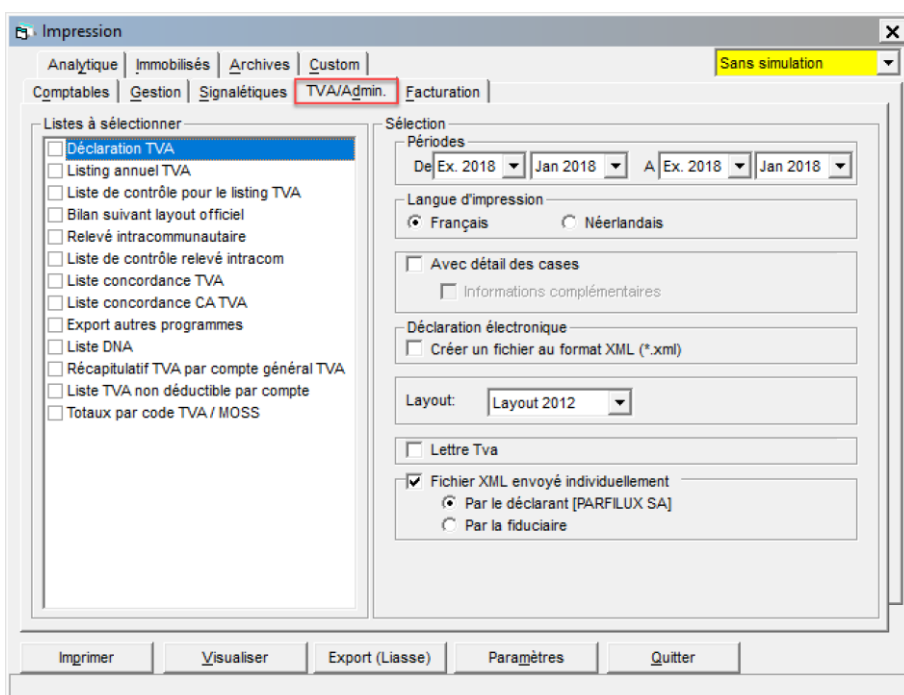 Impression
Analytique Immobilisés Archives Custom Sans simulation
Comptables Gestion Signalétiques TVA/Admin. Facturation
Listes à sélectionner
Déclaration TVA
Listing annuel TVA
Liste de contrôle pour le listing TVA
Bilan suivant layout officiel
Relevé intracommunautaire
Liste de contrôle relevé intracom
Liste concordance TVA
Liste concordance CA TVA
Export autres programmes
Liste DNA
Récapitulatif TVA par compte général TVA
Liste TVA non déductible par compte
Totaux par code TVA / MOSS
Sélection
Périodes
De Ex. 2018 Jan 2018 A Ex. 2018 Jan 2018
Langue d'impression
Français Néerlandais
Avec détail des cases
Informations complémentaires
Déclaration électronique
Créer un fichier au format XML (*.xml)
Layout: Layout 2012
Lettre Tva
Fichier XML envoyé individuellement
Par le déclarant [PARFILUX SA]
Par la fiduciaire
Imprimer Visualiser Export (Liasse) Paramètres Quitter